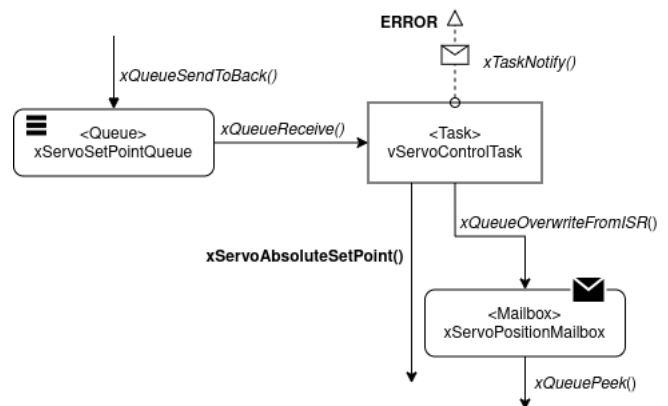 ERROR
xTaskNotify()
xQueueSendToBack()
<Queue>
xServoSetPointQueue
xQueueReceive()
<Task>
vServoControlTask
xQueueOverwriteFromISR()
xServoAbsoluteSetPoint()
<Mailbox>
xServoPositionMailbox
xQueuePeek()